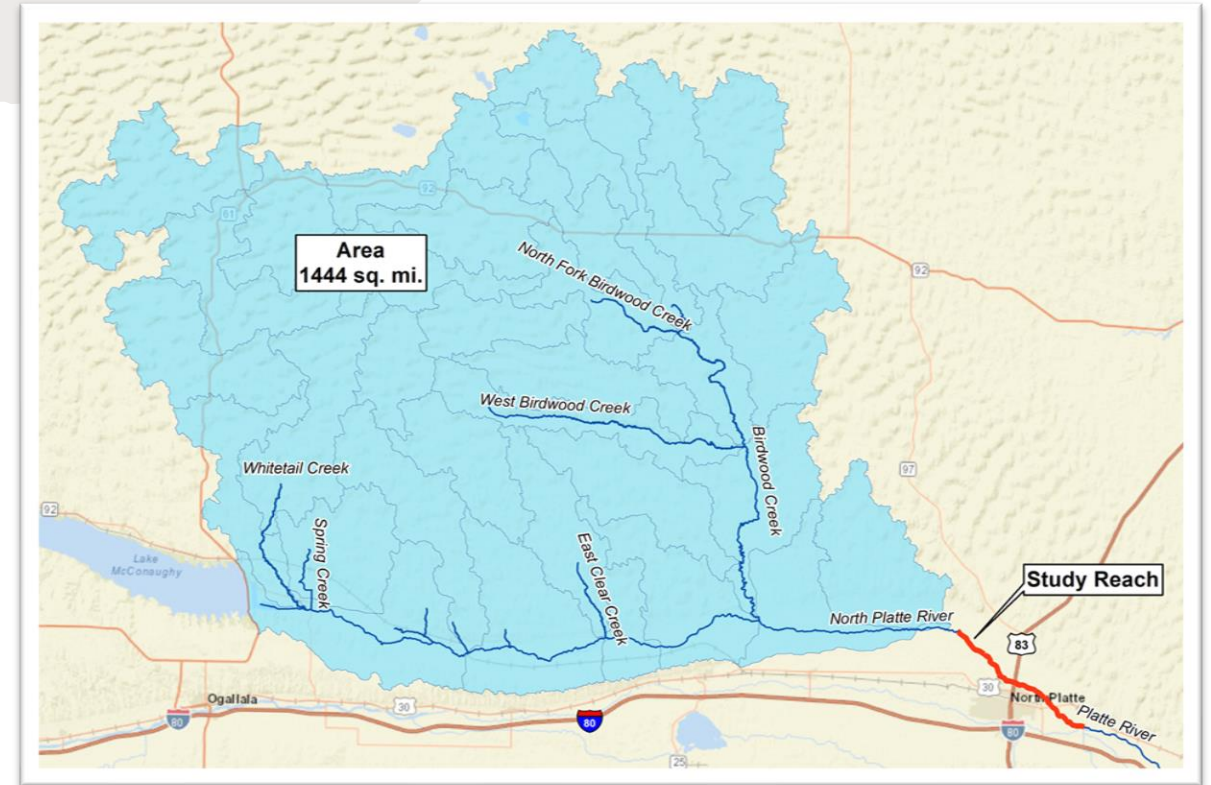 92
61
Area
1444 sq. mi.
North Fork Birdwood Creek
92
West Birdwood Creek
Birdwood Creek
Whitetail Creek
97
92
Spring Creek
East Clear Creek
Lake
McConaughy
Study Reach
North Platte River
83
30
North Platte
Ogallala
30
80
80
Platte River
80
25